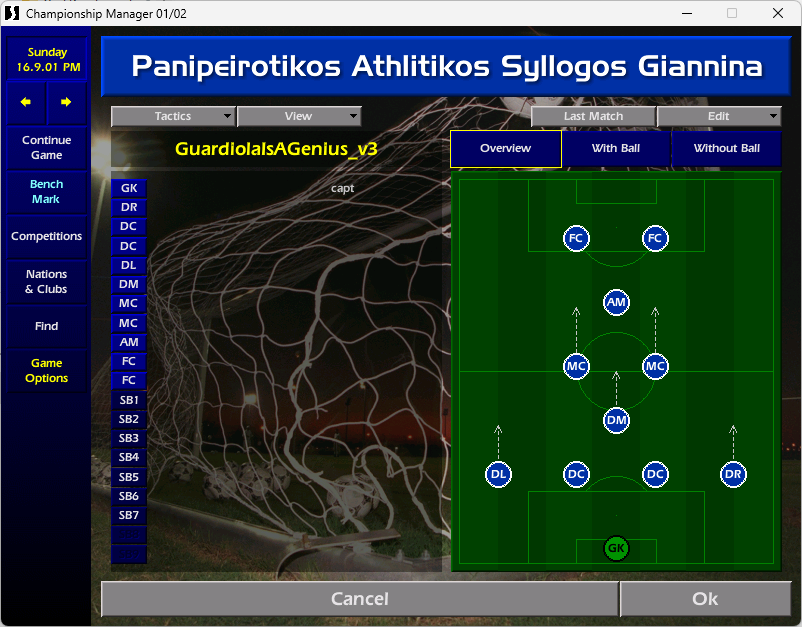 Championship Manager 01/02
Sunday
16.9.01 PM
Panipeirotikos Athlitikos Syllogos Giannina
Continue
Game
Bench
Mark
Competitions
Nations
& Clubs
Find
Game
Options
Tactics
View
Last Match
Edit
GuardiolaIsAGenius_v3
Overview
With Ball
Without Ball
GK
capt
DR
DC
DC
DL
DM
MC
MC
AM
FC
FC
SB1
SB2
SB3
SB4
SB5
SB6
SB7
FC
FC
AM
MC
MC
DM
DL
DC
DC
DR
GK
Cancel
Ok